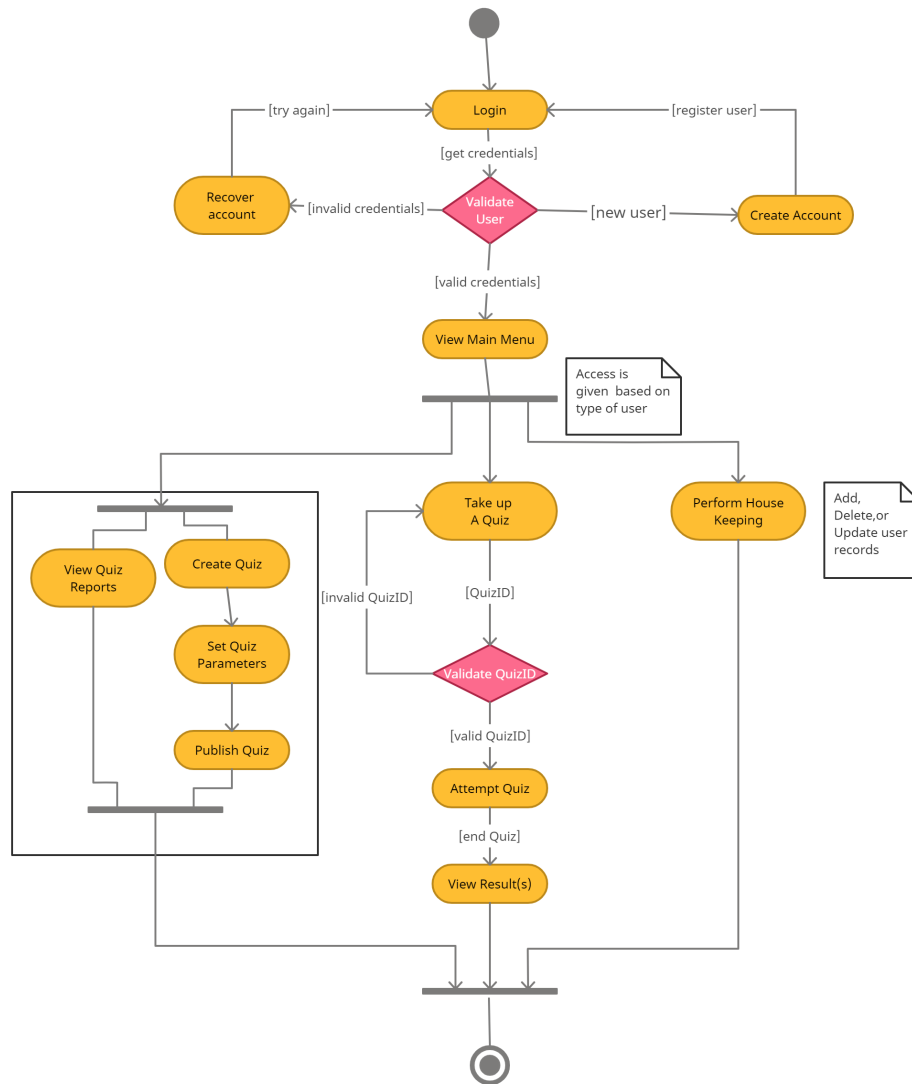 Login
[try again]
[register user]
[get credentials]
Recover
account
[invalid credentials]
Validate
User
[new user]
Create Account
[valid credentials]
View Main Menu
Access is
given  based on
type of user
Take up
A Quiz
Perform House
Keeping
Add,
Delete,or
Update user
records
View Quiz
Reports
Create Quiz
[invalid QuizID]
[QuizID]
Set Quiz
Parameters
Validate QuizID
Publish Quiz
[valid QuizID]
Attempt Quiz
[end Quiz]
View Result(s)